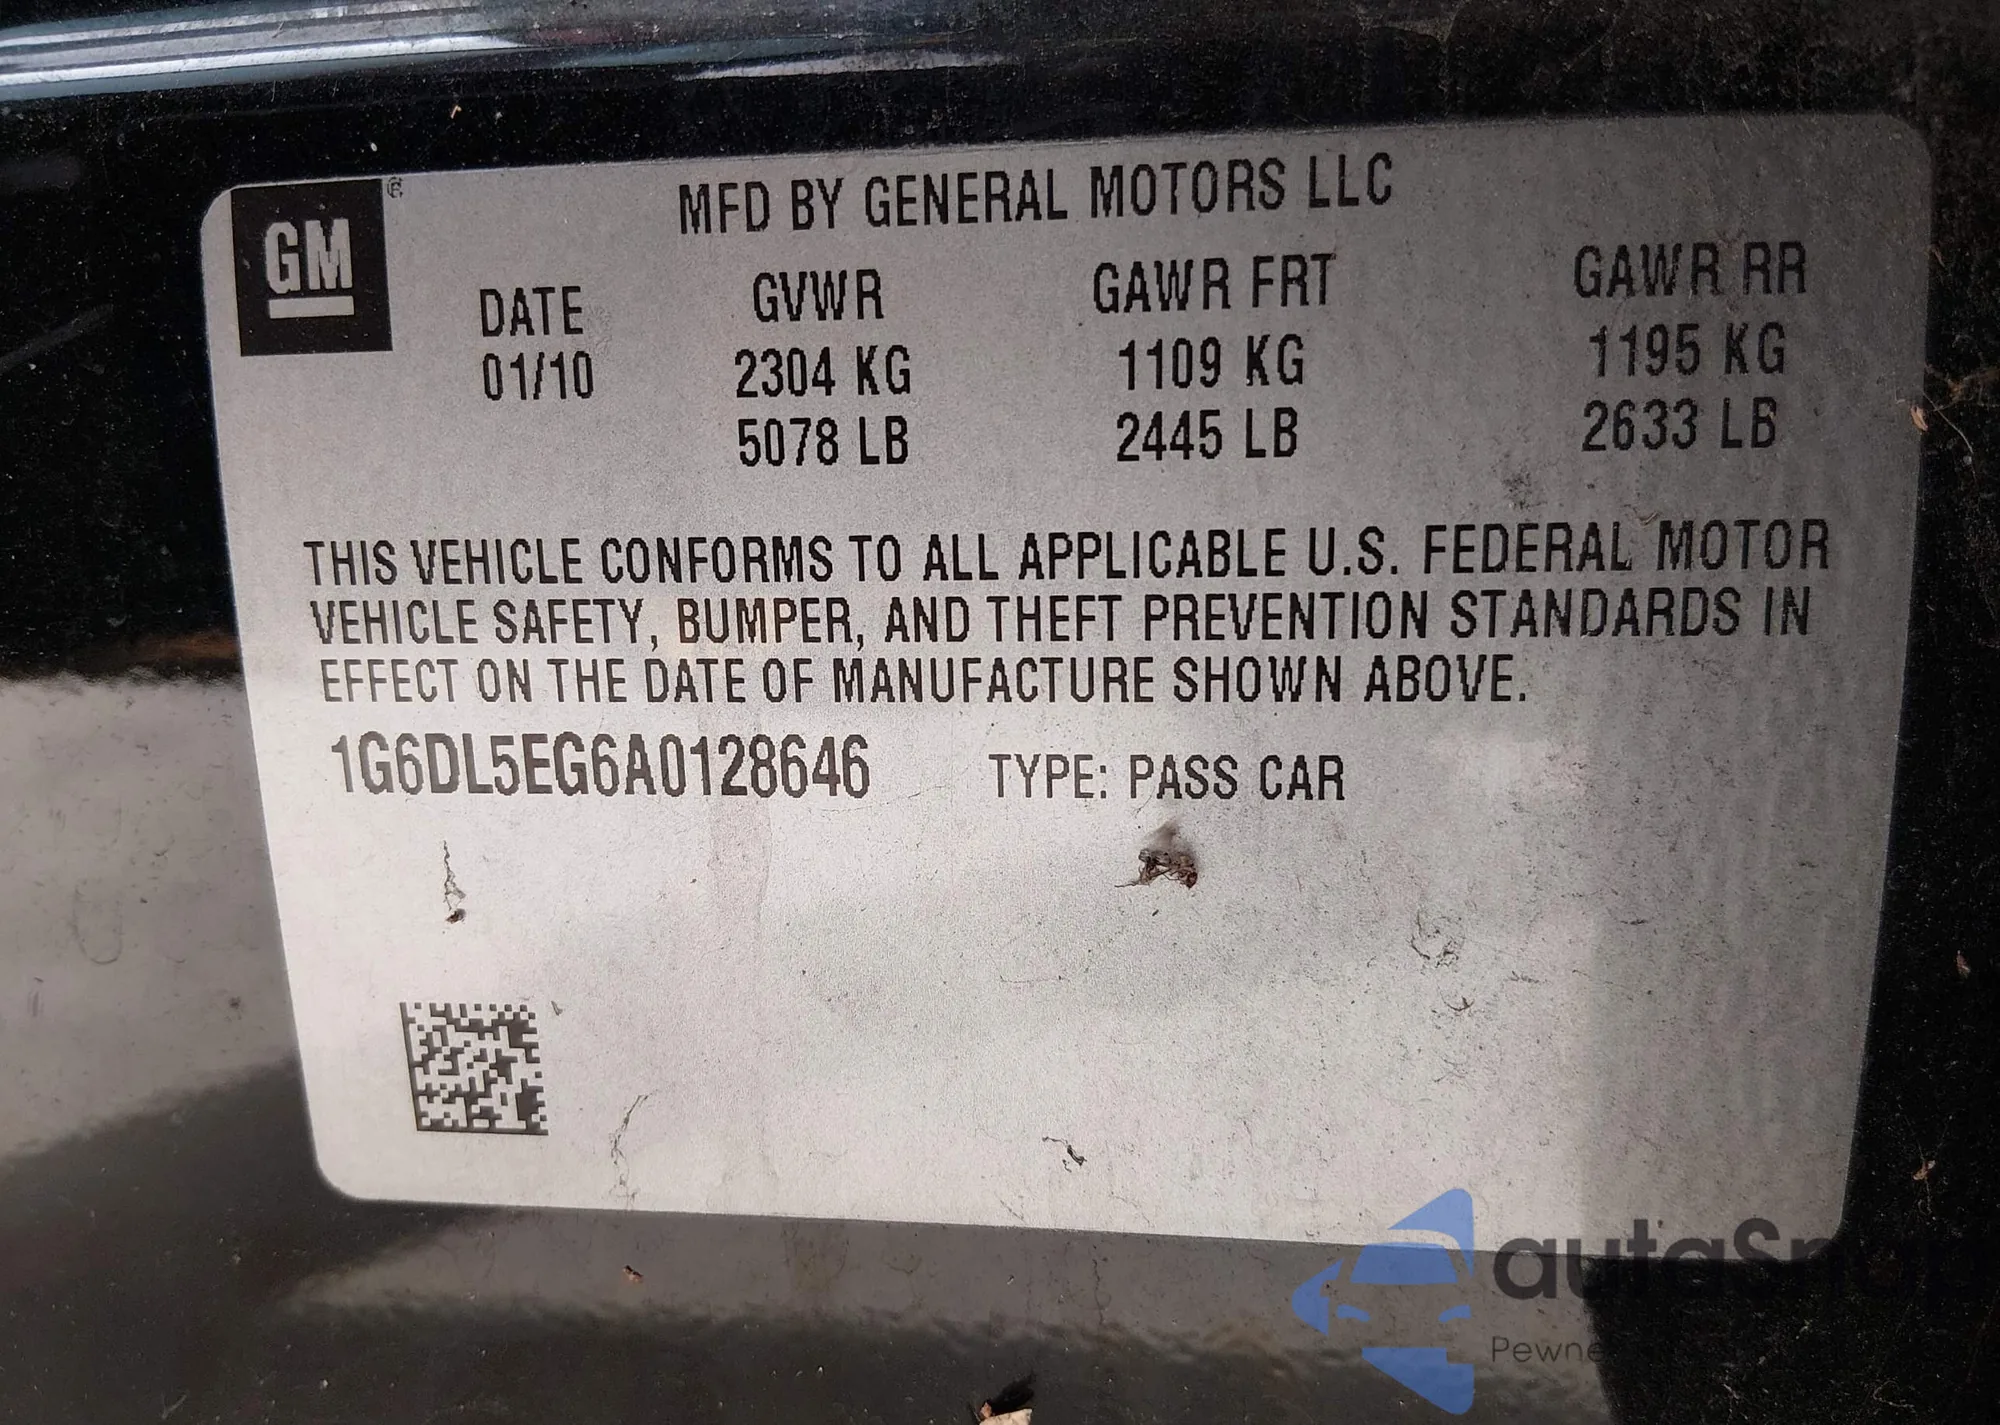 GM ®
MFD BY GENERAL MOTORS LLC
DATE GVWR GAWR FRT GAWR RR
01/10 2304 KG 1109 KG 1195 KG
5078 LB 2445 LB 2633 LB
THIS VEHICLE CONFORMS TO ALL APPLICABLE U.S. FEDERAL MOTOR
VEHICLE SAFETY, BUMPER, AND THEFT PREVENTION STANDARDS IN
EFFECT ON THE DATE OF MANUFACTURE SHOWN ABOVE.
1G6DL5EG6A0128646 TYPE: PASS CAR
autaSnap